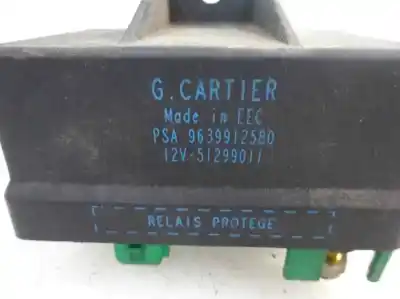 G.CARTIER
Made in EEC
PSA 9639912580
12V-51299011
RELAIS PROTEGE